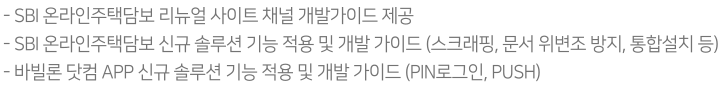 - SBI 온라인주택담보 리뉴얼 사이트 채널 개발가이드 제공
- SBI 온라인주택담보 신규 솔루션 기능 적용 및 개발 가이드 (스크래핑, 문서 위변조 방지, 통합설치 등)
- 바빌론 닷컴 APP 신규 솔루션 기능 적용 및 개발 가이드 (PIN로그인, PUSH)